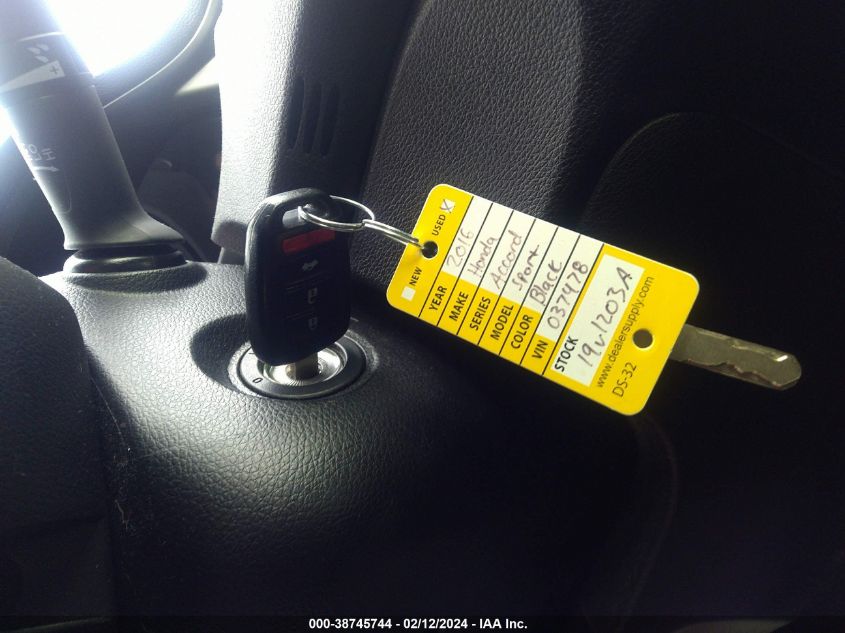 NEW USED
YEAR 2016
MAKE Honda
SERIES Accord
MODEL Sport
COLOR Black
VIN 037478
STOCK 19v1203A
www.dealersupply.com
DS-32
0
000-38745744 - 02/12/2024 - IAA Inc.